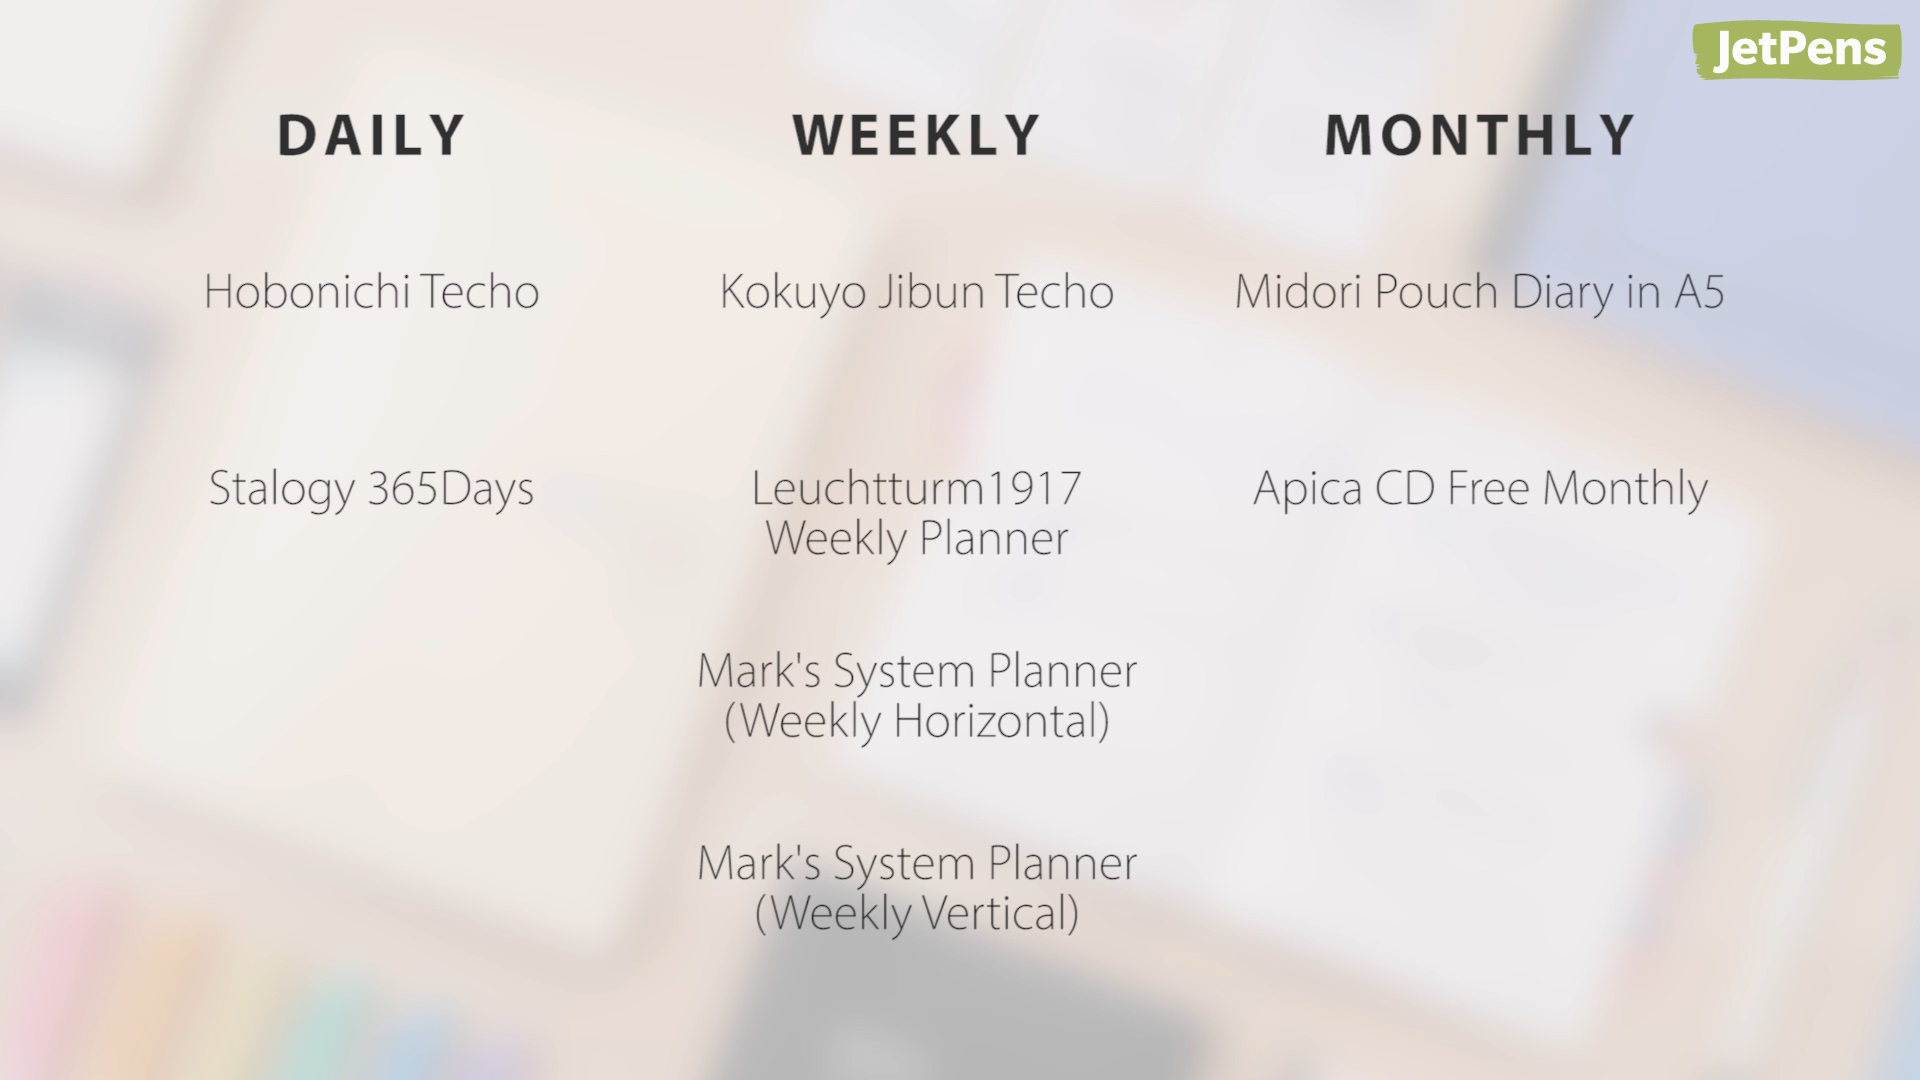 JetPens
DAILY
WEEKLY
MONTHLY
Hobonichi Techo
Kokuyo Jibun Techo
Midori Pouch Diary in A5
Stalogy 365Days
Leuchtturm1917
Weekly Planner
Apica CD Free Monthly
Mark's System Planner
(Weekly Horizontal)
Mark's System Planner
(Weekly Vertical)